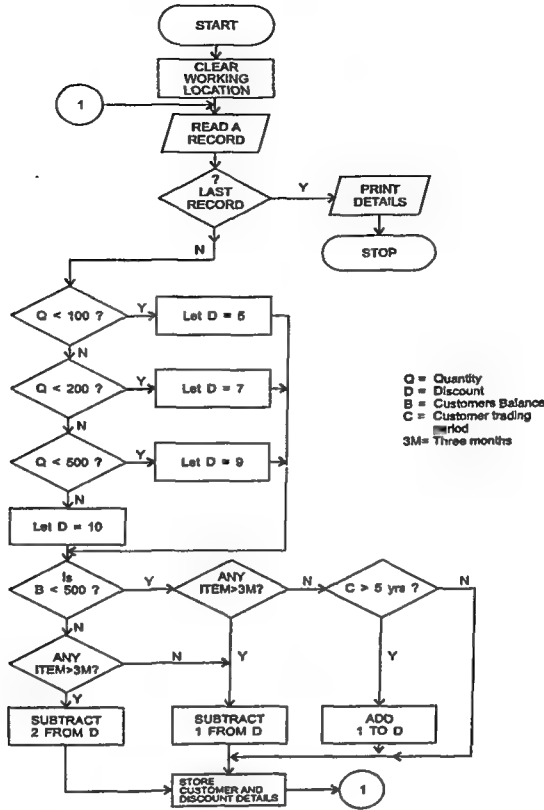 START
CLEAR
WORKING
LOCATION
1
READ A
RECORD
?
LAST
RECORD
Y
PRINT
DETAILS
STOP
N
Q < 100 ?
Y
Let D = 5
N
Q < 200 ?
Y
Let D = 7
N
Q < 500 ?
Y
Let D = 9
N
Let D = 10
Q = Quantity
D = Discount
B = Customers Balance
C = Customer trading
3M= Three months
Is
B < 500 ?
Y
ANY
ITEM>3M?
N
C > 5 yrs ?
N
N
ANY
ITEM>3M?
N
Y
Y
Y
SUBTRACT
2 FROM D
SUBTRACT
1 FROM D
ADD
1 TO D
STORE
CUSTOMER AND
DISCOUNT DETAILS
1